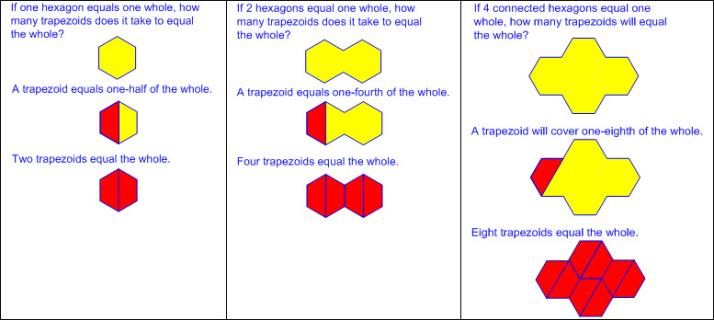 If one hexagon equals one whole, how
many trapezoids does it take to equal
the whole?
A trapezoid equals one-half of the whole.
Two trapezoids equal the whole.
If 2 hexagons equal one whole, how
many trapezoids does it take to equal
the whole?
A trapezoid equals one-fourth of the whole.
Four trapezoids equal the whole.
If 4 connected hexagons equal one
whole, how many trapezoids will equal
the whole?
A trapezoid will cover one-eighth of the whole.
Eight trapezoids equal the whole.